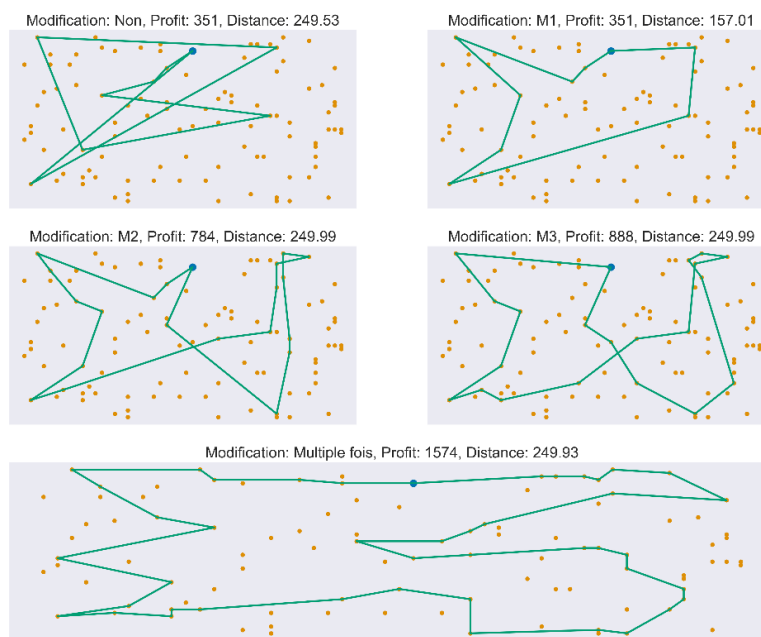 Modification: Non, Profit: 351, Distance: 249.53
Modification: M1, Profit: 351, Distance: 157.01
Modification: M2, Profit: 784, Distance: 249.99
Modification: M3, Profit: 888, Distance: 249.99
Modification: Multiple fois, Profit: 1574, Distance: 249.93